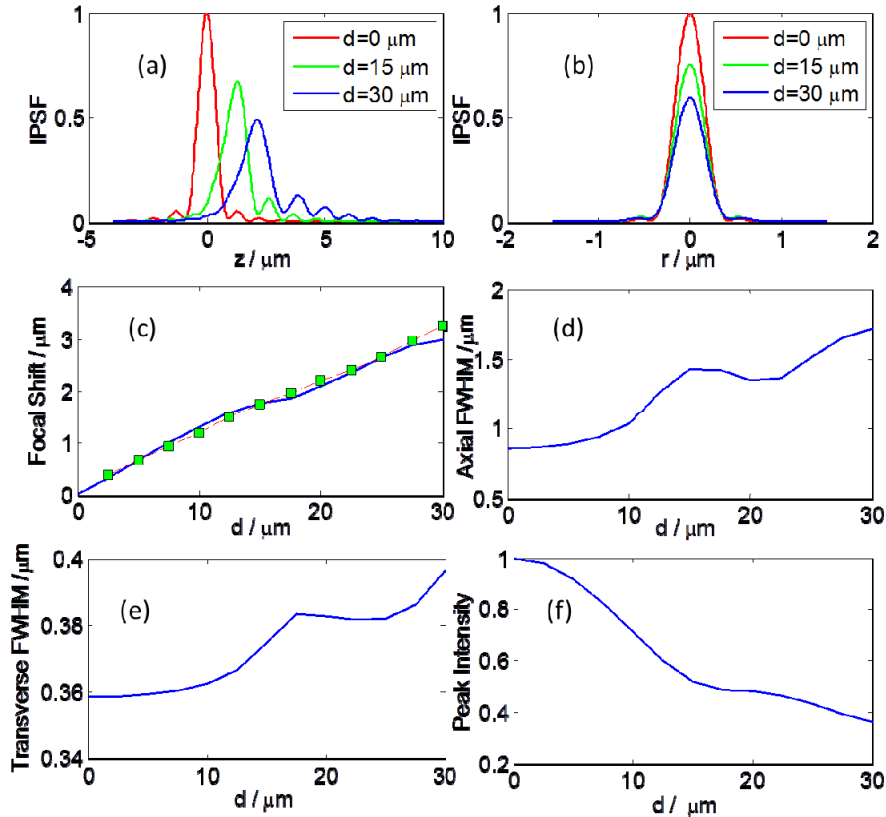 (a)
d=0 μm
d=15 μm
d=30 μm
IPSF
1
0.5
0
-5
0
5
10
z / μm
(b)
d=0 μm
d=15 μm
d=30 μm
IPSF
1
0.5
0
-2
-1
0
1
2
r / μm
(c)
Focal Shift / μm
4
3
2
1
0
0
10
20
30
d / μm
(d)
Axial FWHM /μm
2
1.5
1
0.5
0
10
20
30
d / μm
(e)
Transverse FWHM /μm
0.4
0.38
0.36
0.34
0
10
20
30
d / μm
(f)
Peak Intensity
1
0.8
0.6
0.4
0.2
0
10
20
30
d / μm